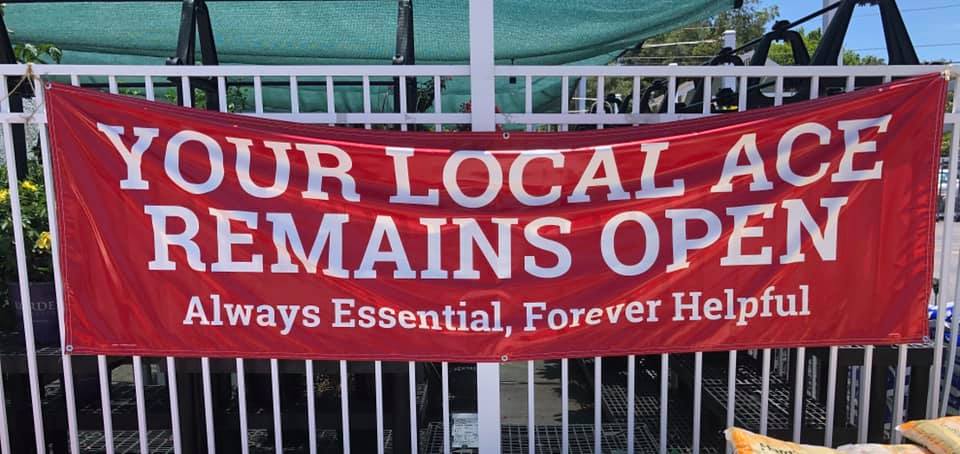 YOUR LOCAL ACE
REMAINS OPEN
Always Essential, Forever Helpful